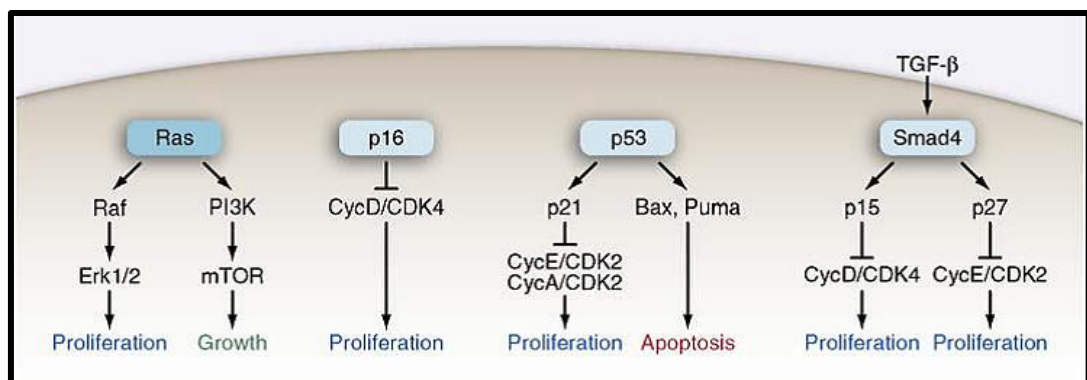 TGF-β
Ras
p16
p53
Smad4
Raf
PI3K
CycD/CDK4
p21
Bax, Puma
p15
p27
Erk1/2
mTOR
CycE/CDK2
CycA/CDK2
CycD/CDK4
CycE/CDK2
Proliferation
Growth
Proliferation
Proliferation
Apoptosis
Proliferation
Proliferation